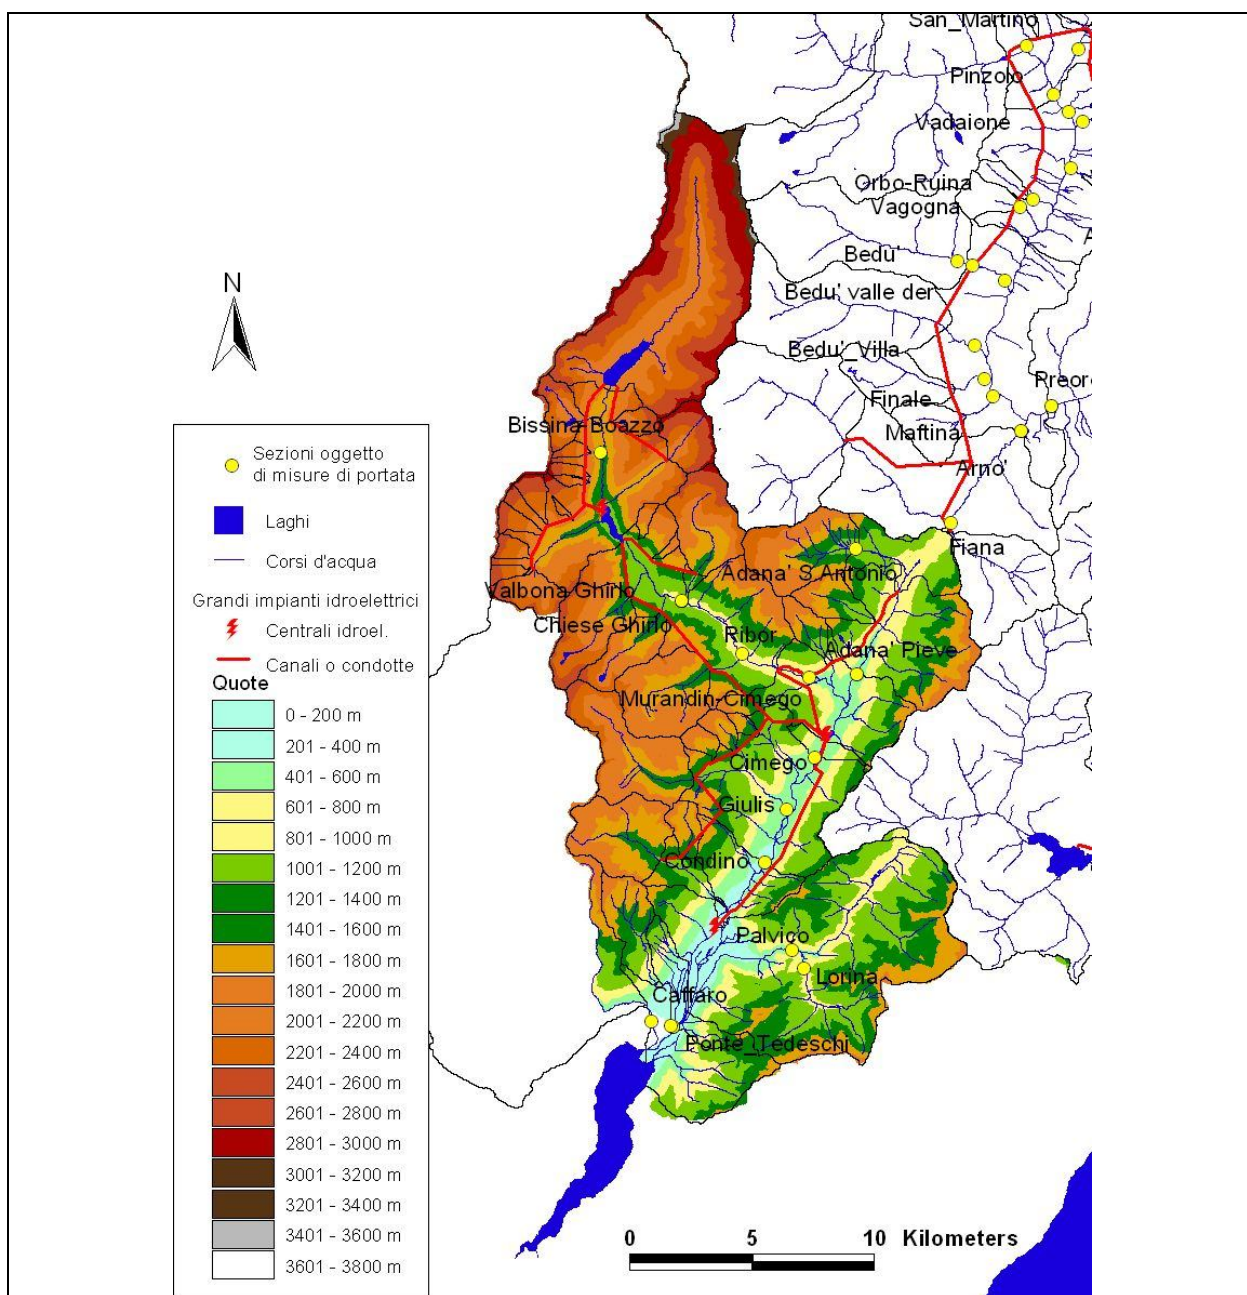 San_Martino
Pinzolo
Vadaione
Orbo-Ruina
Vagogna
Bedu'
Bedu' valle der
Bedu'_Villa
Preor
Finale
Maftina
Arno'
Fiana
N
Bissina-Boazzo
Adana' S.Antonio
Valbona-Ghirlo
Chiese Ghirlo
Ribor
Adana' Pieve
Murandin-Cimego
Cimego
Giulis
Condino
Palvico
Lorina
Caffaro
Ponte_Tedeschi
Sezioni oggetto
di misure di portata
Laghi
Corsi d'acqua
Grandi impianti idroelettrici
Centrali idroel.
Canali o condotte
Quote
0 - 200 m
201 - 400 m
401 - 600 m
601 - 800 m
801 - 1000 m
1001 - 1200 m
1201 - 1400 m
1401 - 1600 m
1601 - 1800 m
1801 - 2000 m
2001 - 2200 m
2201 - 2400 m
2401 - 2600 m
2601 - 2800 m
2801 - 3000 m
3001 - 3200 m
3201 - 3400 m
3401 - 3600 m
3601 - 3800 m
0 5 10 Kilometers